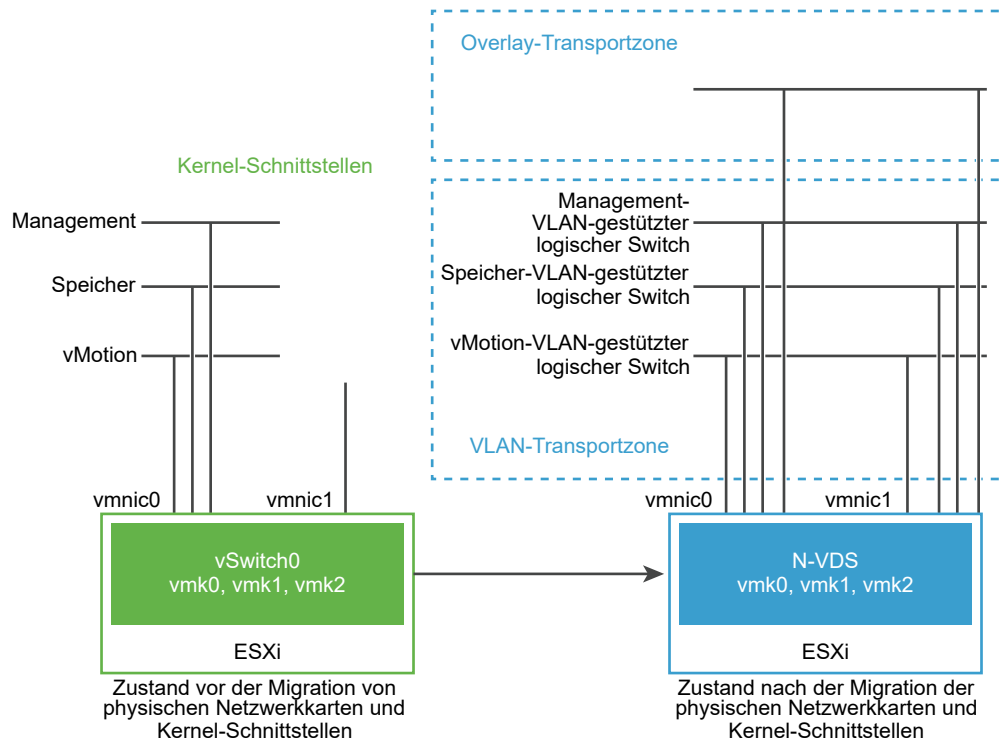 Overlay-Transportzone
Kernel-Schnittstellen
Management
Speicher
vMotion
Management-
VLAN-gestützter
logischer Switch
Speicher-VLAN-gestützter
logischer Switch
vMotion-VLAN-gestützter
logischer Switch
VLAN-Transportzone
vmnic0
vmnic1
vmnic0
vmnic1
vSwitch0
vmk0, vmk1, vmk2
ESXi
N-VDS
vmk0, vmk1, vmk2
ESXi
Zustand vor der Migration von
physischen Netzwerkkarten und
Kernel-Schnittstellen
Zustand nach der Migration der
physischen Netzwerkkarten und
Kernel-Schnittstellen